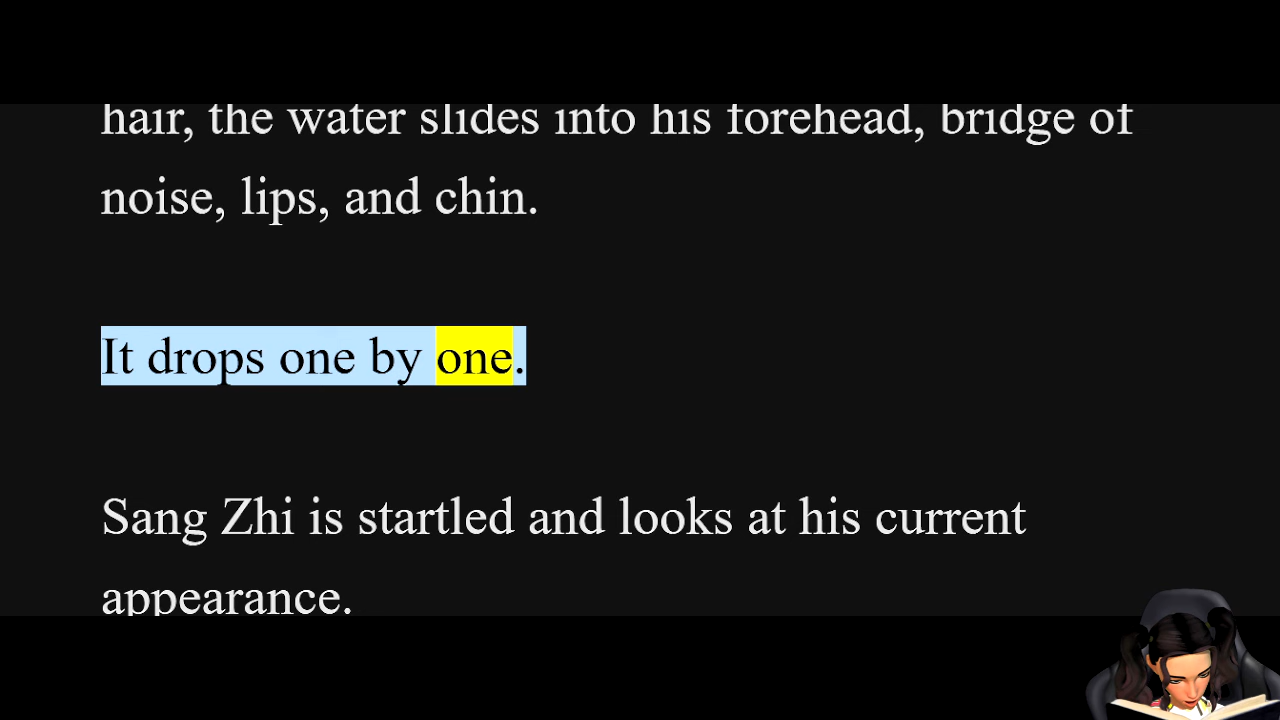 hair, the water slides into his forehead, bridge of
noise, lips, and chin.
It drops one by one.
Sang Zhi is startled and looks at his current
appearance.